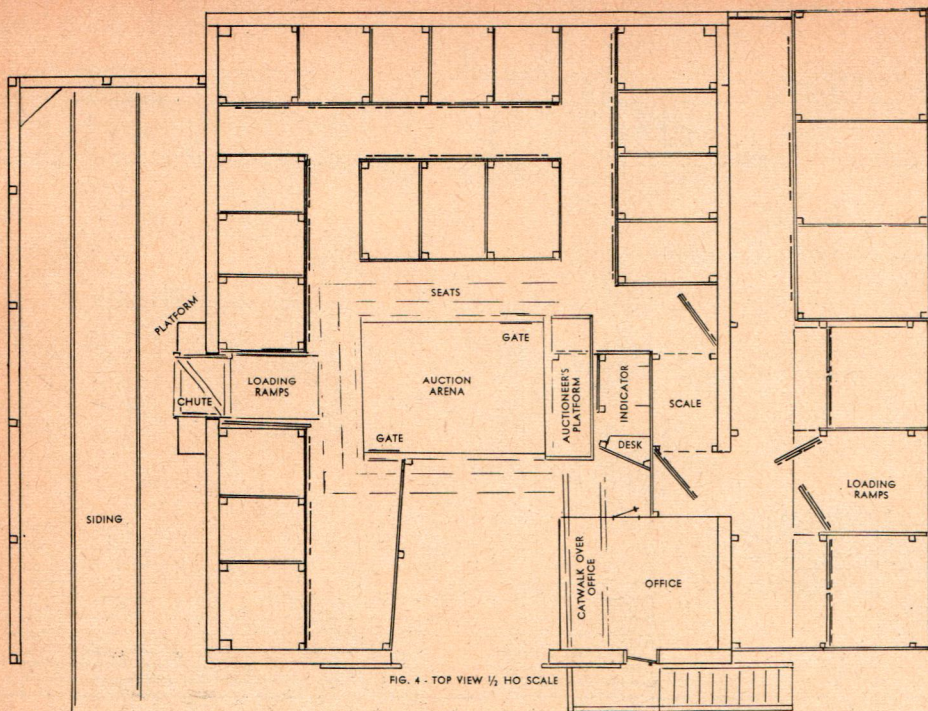 SEATS
PLATFORM
GATE
LOADING
RAMPS
AUCTION
ARENA
AUCTIONEER'S
PLATFORM
INDICATOR
SCALE
CHUTE
GATE
DESK
LOADING
RAMPS
SIDING
CATWALK OVER
OFFICE
OFFICE
FIG. 4 - TOP VIEW ½ HO SCALE